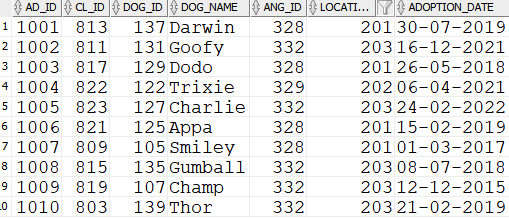 AD_ID CL_ID DOG_ID DOG_NAME ANG_ID LOCATI... ADOPTION_DATE
1 1001 813 137 Darwin 328 201 30-07-2019
2 1002 811 131 Goofy 332 203 16-12-2021
3 1003 817 129 Dodo 328 201 26-05-2018
4 1004 822 122 Trixie 329 202 06-04-2021
5 1005 823 127 Charlie 332 203 24-02-2022
6 1006 821 125 Appa 328 201 15-02-2019
7 1007 809 105 Smiley 328 201 01-03-2017
8 1008 815 135 Gumball 332 203 08-07-2018
9 1009 819 107 Champ 332 203 12-12-2015
10 1010 803 139 Thor 332 203 21-02-2019